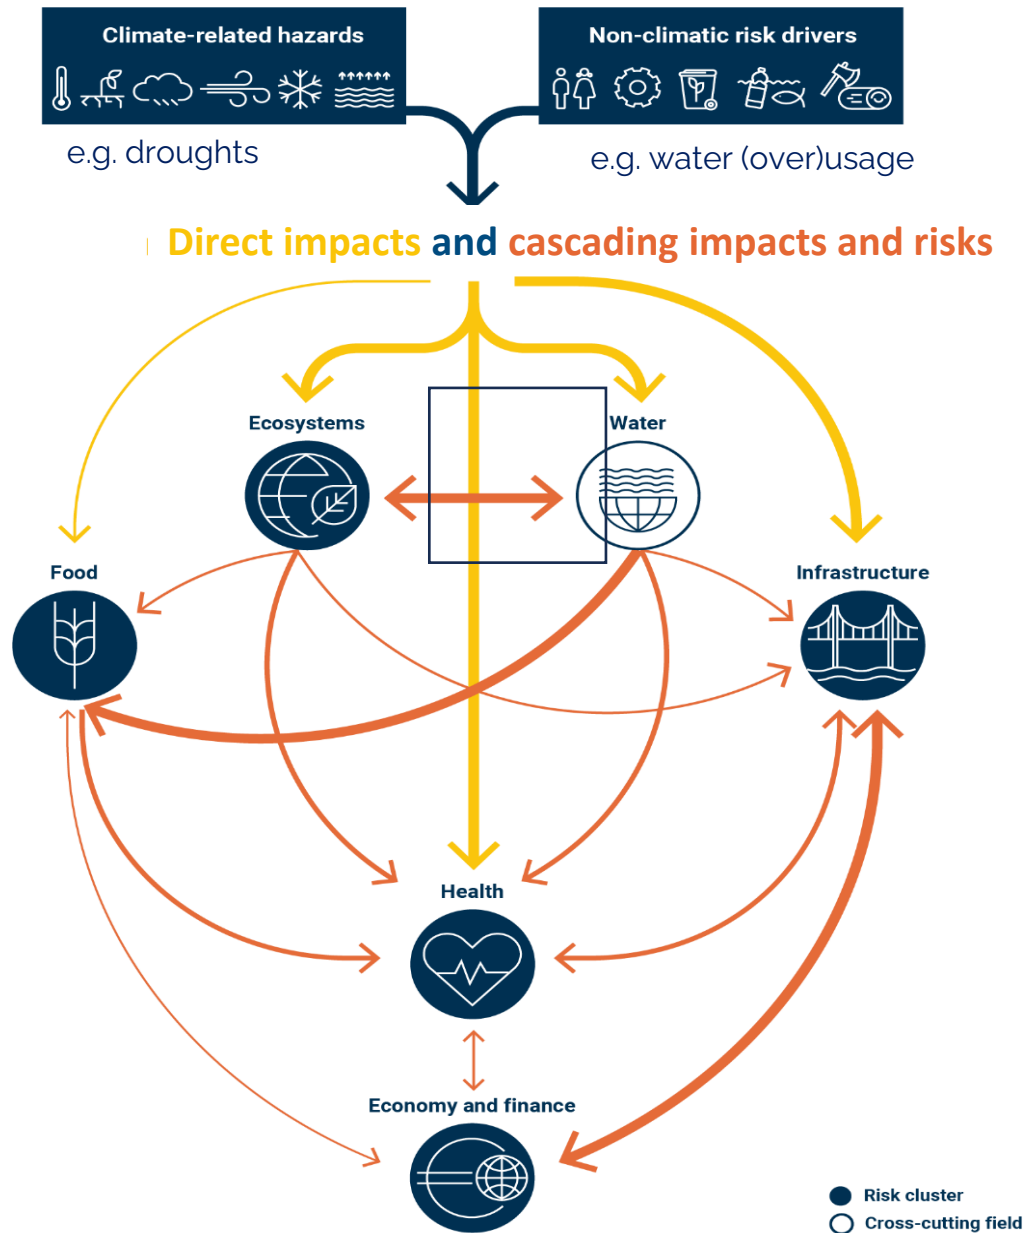 Climate-related hazards
Non-climatic risk drivers
e.g. droughts
e.g. water (over)usage
Direct impacts and cascading impacts and risks
Ecosystems
Water
Food
Infrastructure
Health
Economy and finance
Risk cluster
Cross-cutting field